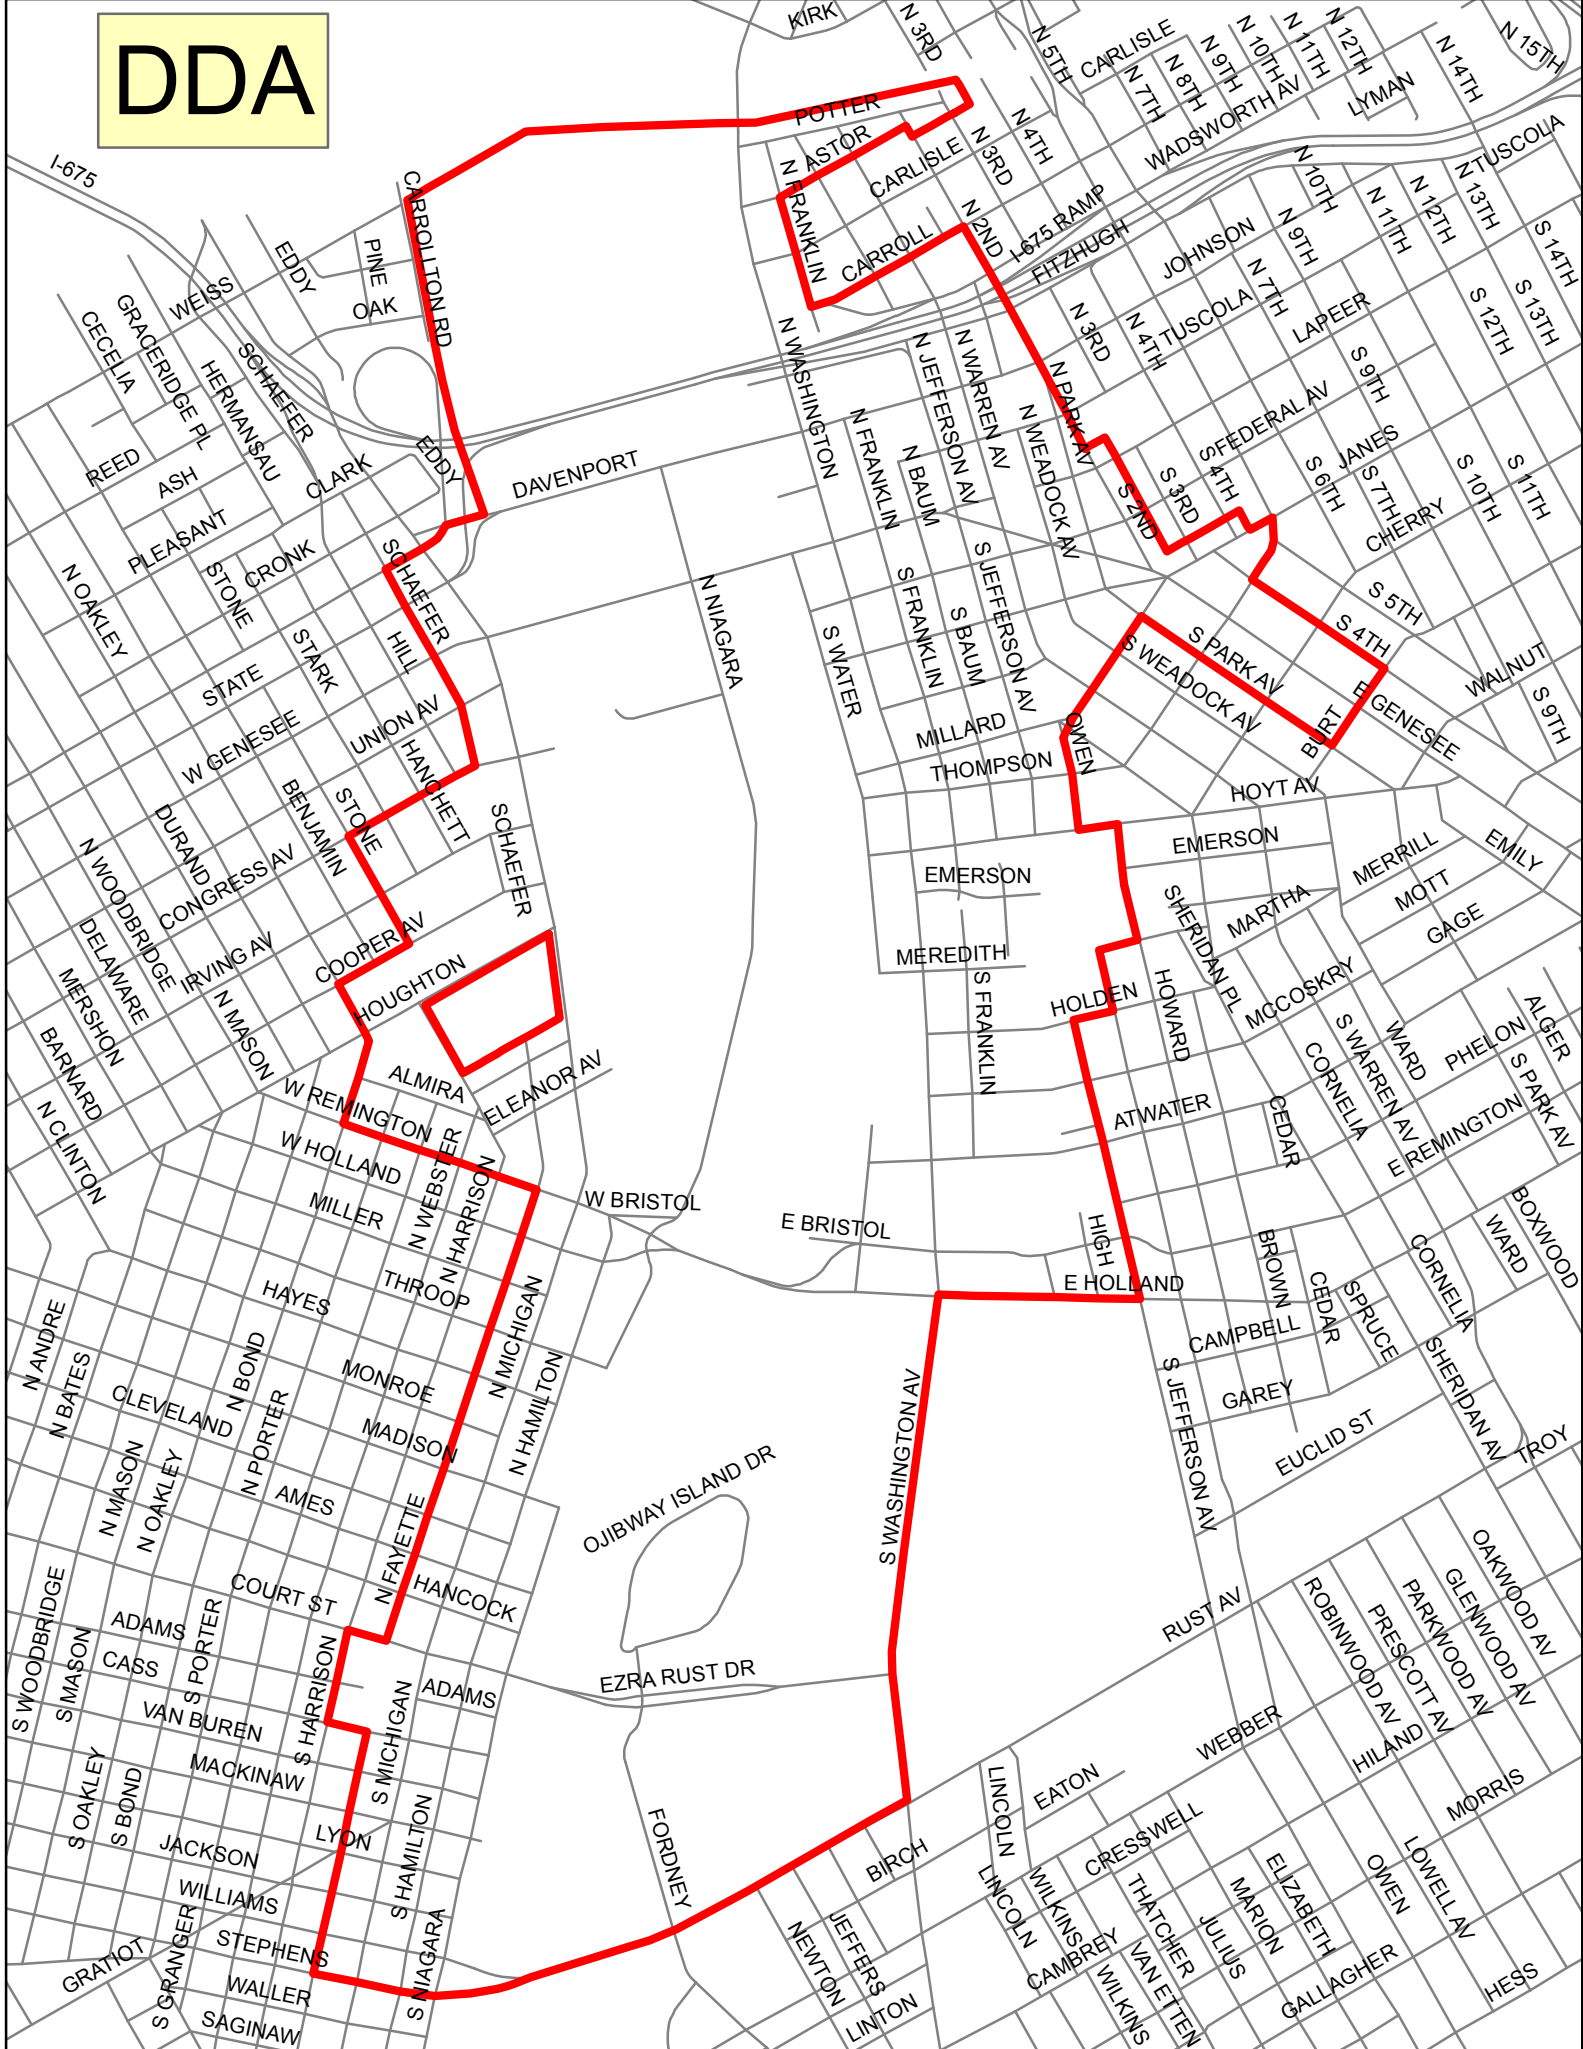 DDA
KIRK
N 3RD
N 5TH
CARLISLE
N 7TH
N 8TH
N 9TH
N 10TH
N 11TH
N 12TH
N 14TH
N 15TH
LYMAN
WADSWORTH AV
TUSCOLA
POTTER
ASTOR
CARLISLE
N 3RD
N 4TH
I-675
CARROLLTON RD
N FRANKLIN
CARROLL
N 2ND
I-675 RAMP
FITZHUGH
JOHNSON
N 9TH
N 10TH
N 11TH
N 12TH
N 13TH
S 14TH
EDDY
PINE
OAK
WEISS
CECELIA
GRACERIDGE PL
HERMANSAU
SCHAEFER
N WASHINGTON
N JEFFERSON AV
N WARREN AV
N 3RD
N 4TH
TUSCOLA
N 7TH
LAPEER
S 12TH
S 13TH
REED
ASH
CLARK
EDDY
DAVENPORT
N FRANKLIN
N BAUM
N WEADOCK AV
N PARK AV
S FEDERAL AV
S 9TH
JANES
PLEASANT
CRONK
STONE
N OAKLEY
SCHAEFER
S 2ND
S 3RD
S 4TH
S 6TH
S 7TH
CHERRY
S 10TH
S 11TH
STARK
HILL
STATE
N NIAGARA
S WATER
S FRANKLIN
S BAUM
S JEFFERSON AV
S JEFFERSON AV
S WEADOCK AV
S PARK AV
S 5TH
S 4TH
WALNUT
S 9TH
E GENESEE
BURT
W GENESEE
UNION AV
HANCHETT
MILLARD
THOMPSON
OWEN
HOYT AV
BENJAMIN
STONE
DURAND
SCHAEFER
N WOODBRIDGE
CONGRESS AV
EMERSON
EMERSON
MERRILL
MOTT
GAGE
EMILY
DELAWARE
MERSHON
IRVING AV
COOPER AV
HOUGHTON
N MASON
MEREDITH
S FRANKLIN
HOLDEN
HOWARD
SHERIDAN PL
MARTHA
MCCOSKRY
BARNARD
N CLINTON
ALMIRA
ELEANOR AV
W REMINGTON
W HOLLAND
MILLER
N WEBSTER
N HARRISON
ATWATER
CEDAR
CORNELIA
S WARREN AV
WARD
PHELON
ALGER
S PARK AV
E REMINGTON
W BRISTOL
E BRISTOL
HIGH
E HOLLAND
BROWN
CEDAR
SPRUCE
CORNELIA
WARD
BOXWOOD
HAYES
THROOP
N MICHIGAN
N ANDRE
N BATES
N BOND
MONROE
CLEVELAND
N PORTER
MADISON
N HAMILTON
CAMPBELL
GAREY
S JEFFERSON AV
EUCLID ST
SHERIDAN AV
TROY
N MASON
N OAKLEY
AMES
N FAYETTE
OJIBWAY ISLAND DR
S WASHINGTON AV
HANCOCK
COURT ST
S WOODBRIDGE
ADAMS
CASS
S MASON
S PORTER
S HARRISON
VAN BUREN
MACKINAW
ADAMS
EZRA RUST DR
S MICHIGAN
RUST AV
ROBINWOOD AV
PRESCOTT AV
PARKWOOD AV
GLENWOOD AV
OAKWOOD AV
WEBBER
HILAND
MORRIS
S OAKLEY
S BOND
JACKSON
LYON
S HAMILTON
FORDNEY
LINCOLN
EATON
BIRCH
CRESSWELL
WILLIAMS
STEPHENS
S GRANGER
GRATIOT
WALLER
SAGINAW
S NIAGARA
NEWTON
JEFFERS
LINTON
LINCOLN
WILKINS
CAMBREY
WILKINS
THATCHER
VAN ETTEN
JULIUS
MARION
ELIZABETH
OWEN
LOWELL AV
GALLAGHER
HESS